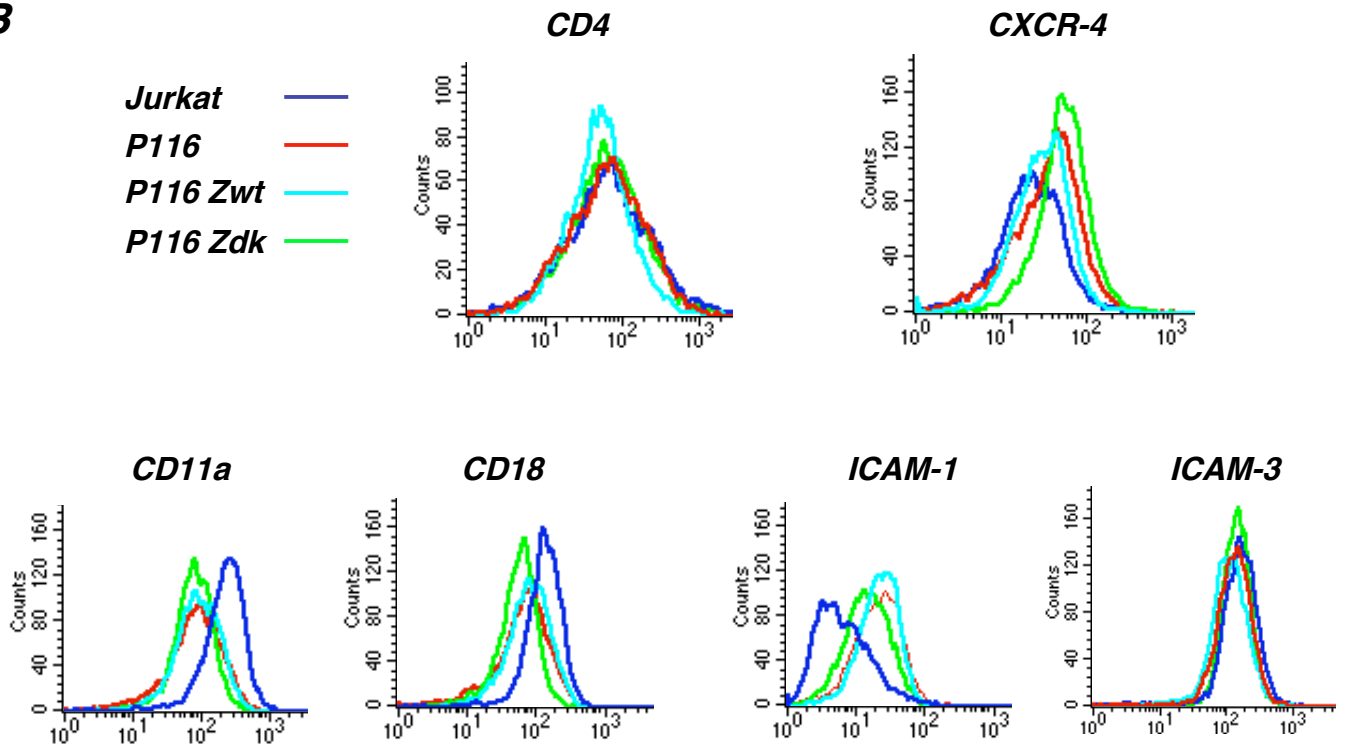 B
CD4
CXCR-4
Jurkat
P116
P116 Zwt
P116 Zdk
Counts
0 20 40 60 80 100
10^0 10^1 10^2 10^3
Counts
0 40 80 120 160
10^0 10^1 10^2 10^3
CD11a
CD18
ICAM-1
ICAM-3
Counts
0 40 80 120 160
10^0 10^1 10^2 10^3
Counts
0 40 80 120 160
10^0 10^1 10^2 10^3
Counts
0 40 80 120 160
10^0 10^1 10^2 10^3
Counts
0 40 80 120 160
10^0 10^1 10^2 10^3